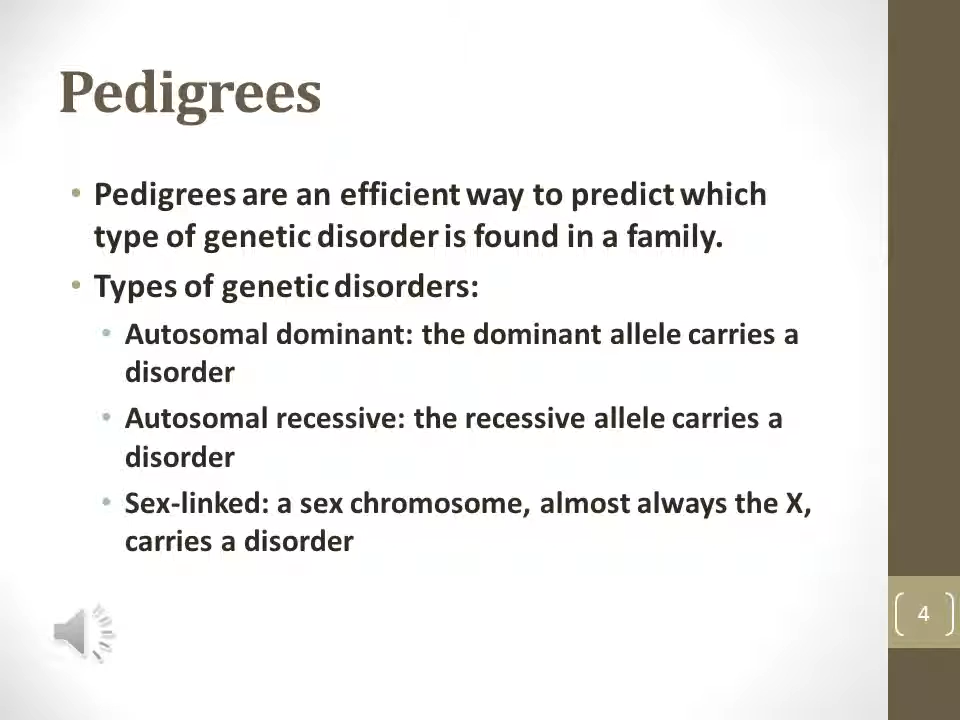 Pedigrees
• Pedigrees are an efficient way to predict which
type of genetic disorder is found in a family.
• Types of genetic disorders:
• Autosomal dominant: the dominant allele carries a
disorder
• Autosomal recessive: the recessive allele carries a
disorder
• Sex-linked: a sex chromosome, almost always the X,
carries a disorder
4